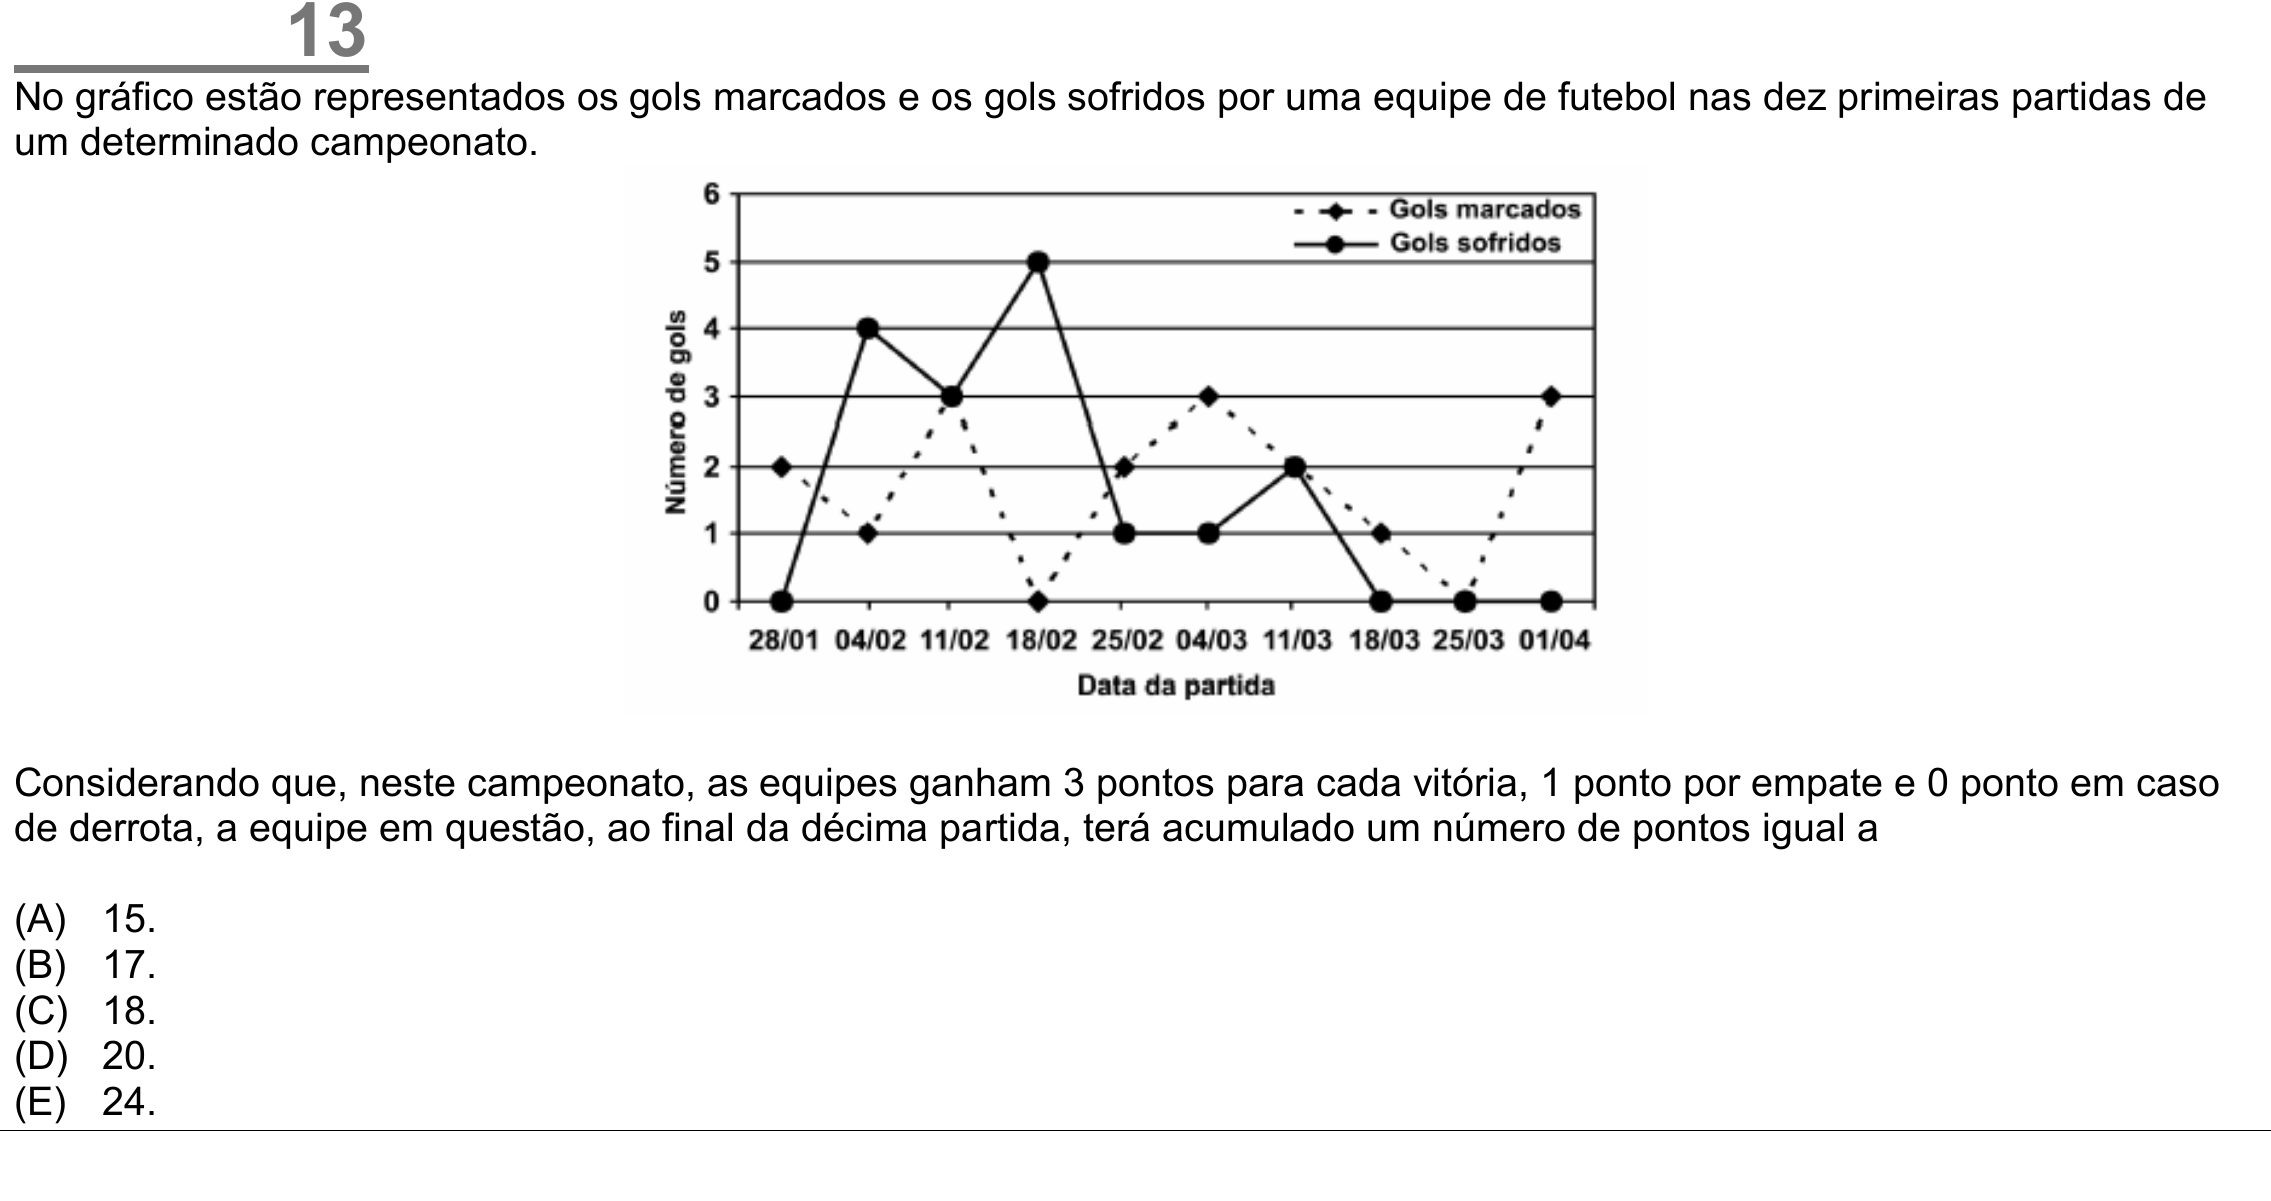 13
No gráfico estão representados os gols marcados e os gols sofridos por uma equipe de futebol nas dez primeiras partidas de
um determinado campeonato.
6
5
4
3
2
1
0
Número de gols
Gols marcados
Gols sofridos
28/01 04/02 11/02 18/02 25/02 04/03 11/03 18/03 25/03 01/04
Data da partida
Considerando que, neste campeonato, as equipes ganham 3 pontos para cada vitória, 1 ponto por empate e 0 ponto em caso
de derrota, a equipe em questão, ao final da décima partida, terá acumulado um número de pontos igual a
(A) 15.
(B) 17.
(C) 18.
(D) 20.
(E) 24.